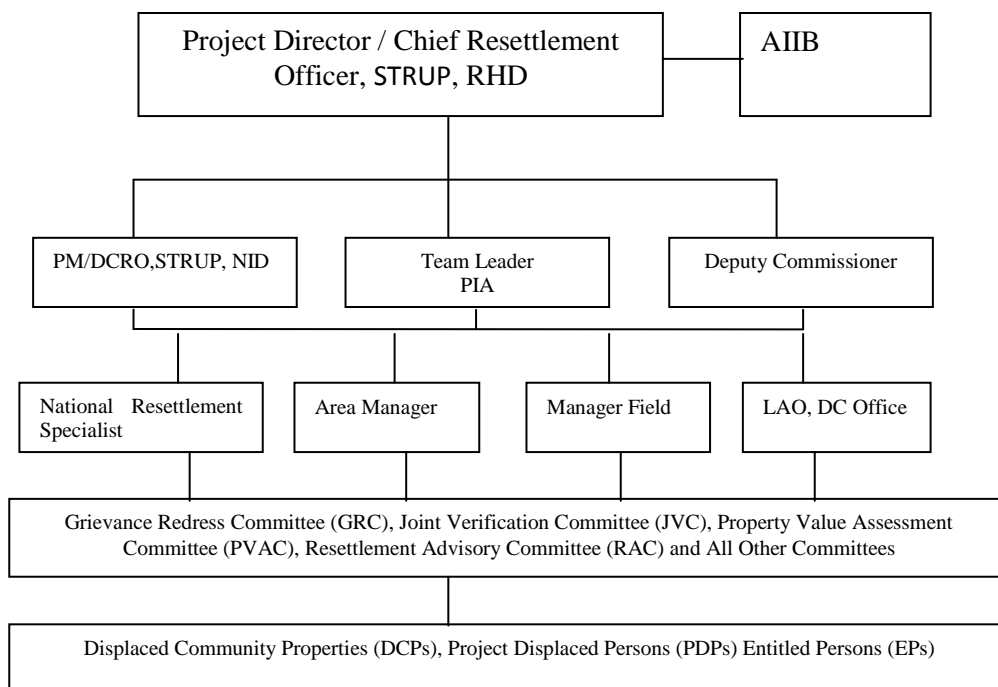 Project Director / Chief Resettlement
Officer, STRUP, RHD
AIIB
PM/DCRO,STRUP, NID
Team Leader
PIA
Deputy Commissioner
National Resettlement
Specialist
Area Manager
Manager Field
LAO, DC Office
Grievance Redress Committee (GRC), Joint Verification Committee (JVC), Property Value Assessment
Committee (PVAC), Resettlement Advisory Committee (RAC) and All Other Committees
Displaced Community Properties (DCPs), Project Displaced Persons (PDPs) Entitled Persons (EPs)